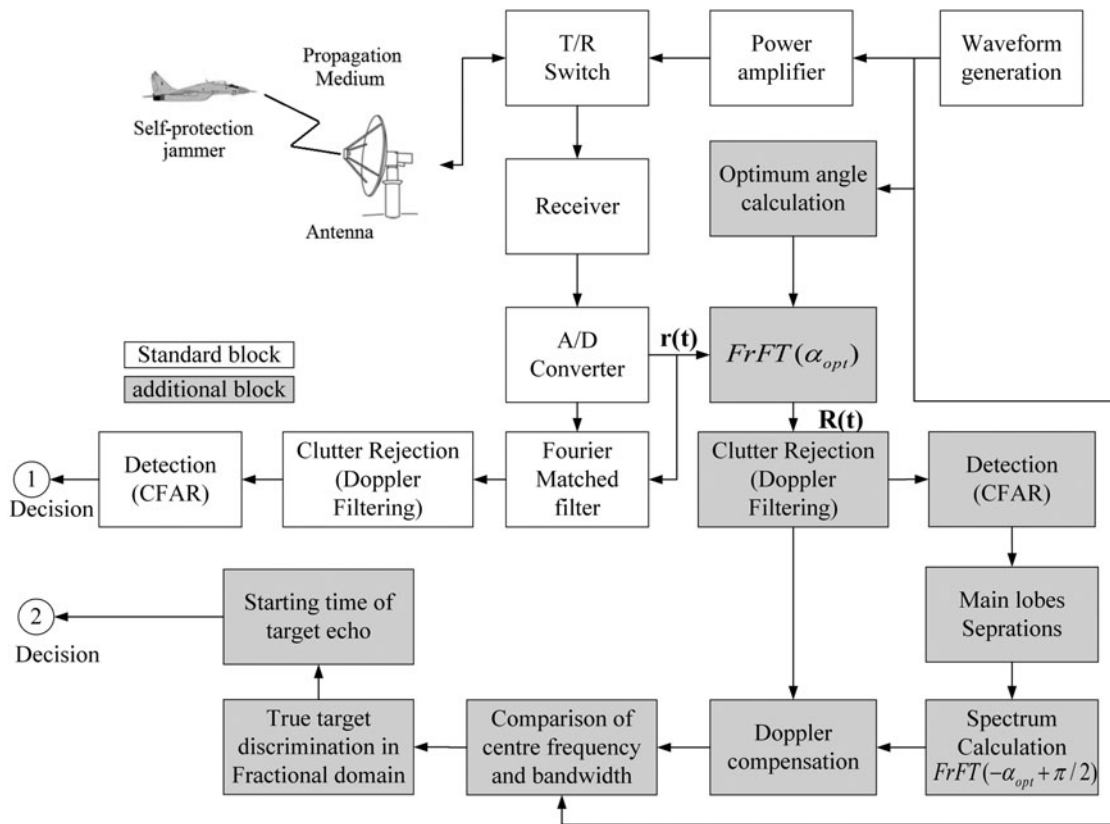 T/R
Switch
Power
amplifier
Waveform
generation
Propagation
Medium
Self-protection
jammer
Antenna
Receiver
Optimum angle
calculation
A/D
Converter
r(t)
FrFT(α_opt)
Standard block
additional block
R(t)
1
Decision
Detection
(CFAR)
Clutter Rejection
(Doppler
Filtering)
Fourier
Matched
filter
Clutter Rejection
(Doppler
Filtering)
Detection
(CFAR)
2
Decision
Starting time of
target echo
Main lobes
Seprations
True target
discrimination in
Fractional domain
Comparison of
centre frequency
and bandwidth
Doppler
compensation
Spectrum
Calculation
FrFT(-α_opt + π/2)